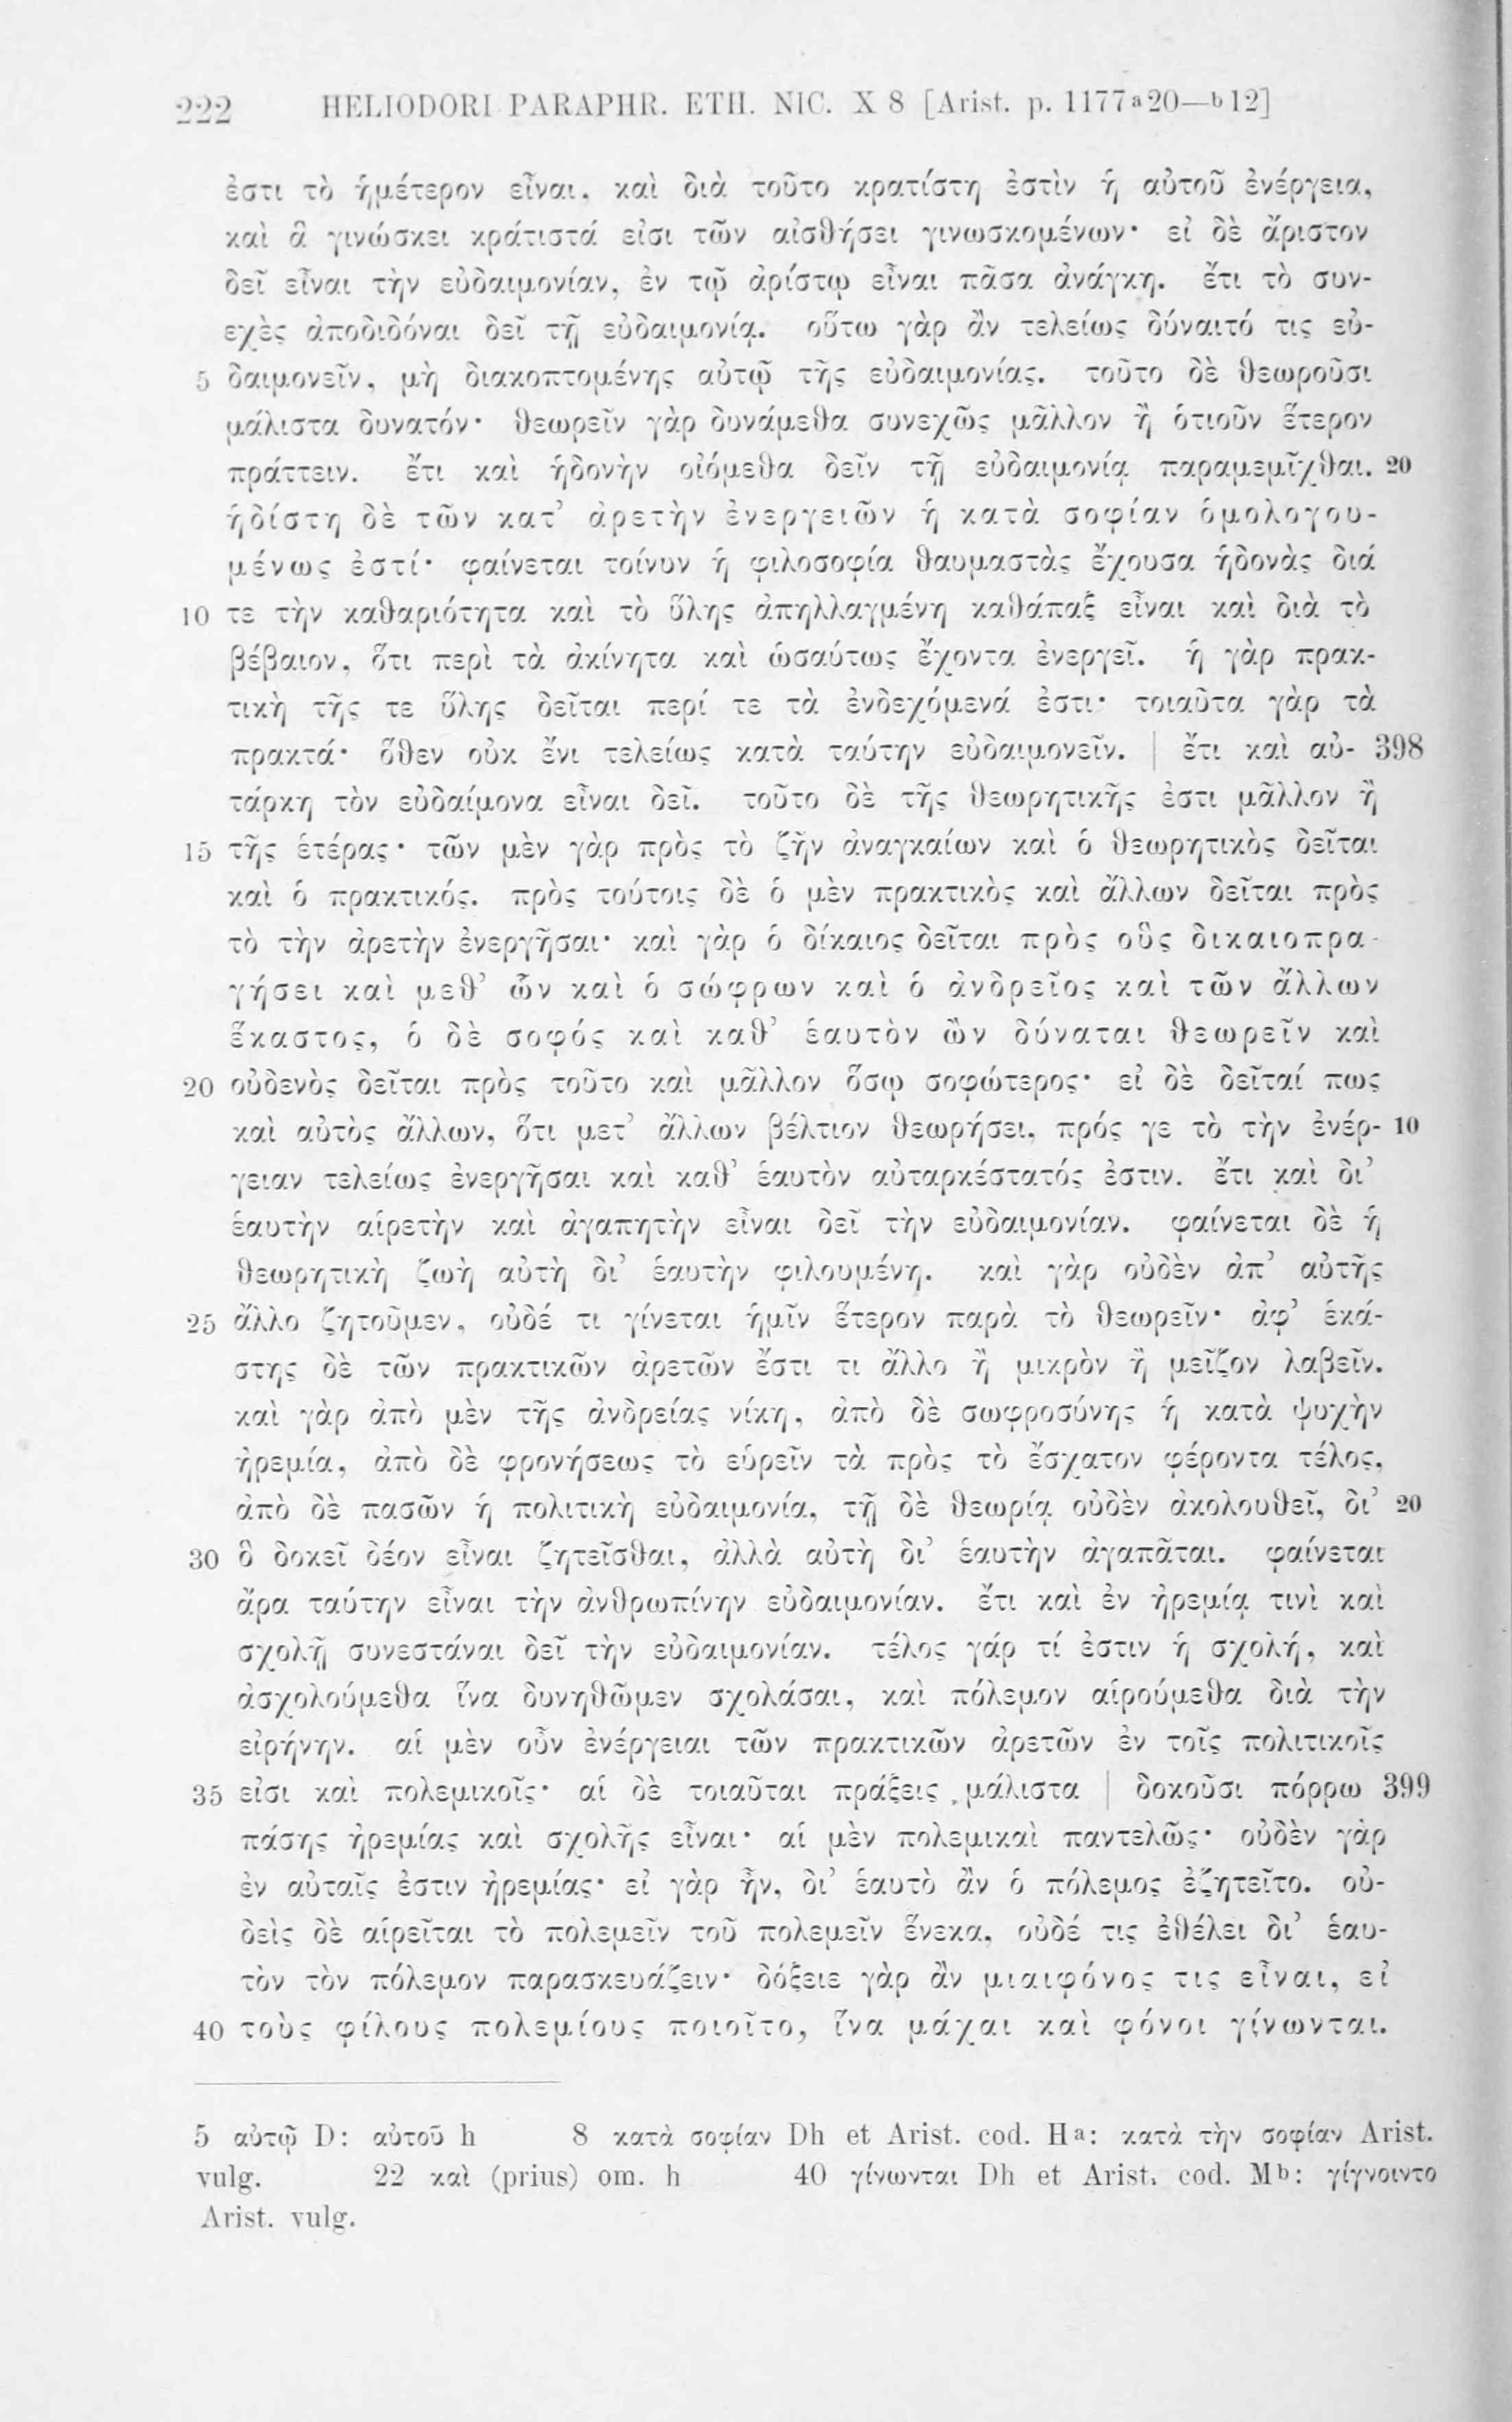 222 HELIODORI PARAPHR. ETH. NIC. X 8 [Arist. p. 1177a20—b12]
ἐστι τὸ ἡμέτερον εἶναι, καὶ διὰ τοῦτο κρατίστη ἐστὶν ἡ αὐτοῦ ἐνέργεια,
καὶ ἃ γινώσκει κράτιστά εἰσι τῶν αἰσθήσει γινωσκομένων· εἰ δὲ ἄριστον
δεῖ εἶναι τὴν εὐδαιμονίαν, ἐν τῷ ἀρίστῳ εἶναι πᾶσα ἀνάγκη. ἔτι τὸ συν-
εχὲς ἀποδιδόναι δεῖ τῇ εὐδαιμονίᾳ. οὕτω γὰρ ἂν τελείως δύναιτό τις εὐ-
5 δαιμονεῖν, μὴ διακοπτομένης αὐτῷ τῆς εὐδαιμονίας. τοῦτο δὲ θεωροῦσι
μάλιστα δυνατόν· θεωρεῖν γὰρ δυνάμεθα συνεχῶς μᾶλλον ἢ ὁτιοῦν ἕτερον
πράττειν. ἔτι καὶ ἡδονὴν οἰόμεθα δεῖν τῇ εὐδαιμονίᾳ παραμεμῖχθαι. 20
ἡδίστη δὲ τῶν κατ’ ἀρετὴν ἐνεργειῶν ἡ κατὰ σοφίαν ὁμολογου-
μένως ἐστί· φαίνεται τοίνυν ἡ φιλοσοφία θαυμαστὰς ἔχουσα ἡδονὰς διά
10 τε τὴν καθαριότητα καὶ τὸ ὕλης ἀπηλλαγμένη καθάπαξ εἶναι καὶ διὰ τὸ
βέβαιον, ὅτι περὶ τὰ ἀκίνητα καὶ ὡσαύτως ἔχοντα ἐνεργεῖ. ἡ γὰρ πρακ-
τικὴ τῆς τε ὕλης δεῖται περί τε τὰ ἐνδεχόμενά ἐστι· τοιαῦτα γὰρ τὰ
πρακτά· ὅθεν οὐκ ἔνι τελείως κατὰ ταύτην εὐδαιμονεῖν. | ἔτι καὶ αὐ- 398
τάρκη τὸν εὐδαίμονα εἶναι δεῖ. τοῦτο δὲ τῆς θεωρητικῆς ἐστι μᾶλλον ἢ
15 τῆς ἑτέρας· τῶν μὲν γὰρ πρὸς τὸ ζῆν ἀναγκαίων καὶ ὁ θεωρητικὸς δεῖται
καὶ ὁ πρακτικός. πρὸς τούτοις δὲ ὁ μὲν πρακτικὸς καὶ ἄλλων δεῖται πρὸς
τὸ τὴν ἀρετὴν ἐνεργῆσαι· καὶ γὰρ ὁ δίκαιος δεῖται πρὸς οὓς δικαιοπρα-
γήσει καὶ μεθ’ ὧν καὶ ὁ σώφρων καὶ ὁ ἀνδρεῖος καὶ τῶν ἄλλων
ἕκαστος, ὁ δὲ σοφός καὶ καθ’ ἑαυτὸν ὢν δύναται θεωρεῖν καὶ
20 οὐδενὸς δεῖται πρὸς τοῦτο καὶ μᾶλλον ὅσῳ σοφώτερος· εἰ δὲ δεῖταί πως
καὶ αὐτὸς ἄλλων, ὅτι μετ’ ἄλλων βέλτιον θεωρήσει, πρός γε τὸ τὴν ἐνέρ- 10
γειαν τελείως ἐνεργῆσαι καὶ καθ’ ἑαυτὸν αὐταρκέστατός ἐστιν. ἔτι καὶ δι’
ἑαυτὴν αἱρετὴν καὶ ἀγαπητὴν εἶναι δεῖ τὴν εὐδαιμονίαν. φαίνεται δὲ ἡ
θεωρητικὴ ζωὴ αὐτὴ δι’ ἑαυτὴν φιλουμένη. καὶ γὰρ οὐδὲν ἀπ’ αὐτῆς
25 ἄλλο ζητοῦμεν, οὐδέ τι γίνεται ἡμῖν ἕτερον παρὰ τὸ θεωρεῖν· ἀφ’ ἑκά-
στης δὲ τῶν πρακτικῶν ἀρετῶν ἔστι τι ἄλλο ἢ μικρὸν ἢ μεῖζον λαβεῖν.
καὶ γὰρ ἀπὸ μὲν τῆς ἀνδρείας νίκη, ἀπὸ δὲ σωφροσύνης ἡ κατὰ ψυχὴν
ἠρεμία, ἀπὸ δὲ φρονήσεως τὸ εὑρεῖν τὰ πρὸς τὸ ἔσχατον φέροντα τέλος,
ἀπὸ δὲ πασῶν ἡ πολιτικὴ εὐδαιμονία, τῇ δὲ θεωρίᾳ οὐδὲν ἀκολουθεῖ, δι’ 20
30 ὃ δοκεῖ δέον εἶναι ζητεῖσθαι, ἀλλὰ αὐτὴ δι’ ἑαυτὴν ἀγαπᾶται. φαίνεται
ἄρα ταύτην εἶναι τὴν ἀνθρωπίνην εὐδαιμονίαν. ἔτι καὶ ἐν ἠρεμίᾳ τινὶ καὶ
σχολῇ συνεστάναι δεῖ τὴν εὐδαιμονίαν. τέλος γάρ τί ἐστιν ἡ σχολή, καὶ
ἀσχολούμεθα ἵνα δυνηθῶμεν σχολάσαι, καὶ πόλεμον αἱρούμεθα διὰ τὴν
εἰρήνην. αἱ μὲν οὖν ἐνέργειαι τῶν πρακτικῶν ἀρετῶν ἐν τοῖς πολιτικοῖς
35 εἰσι καὶ πολεμικοῖς· αἱ δὲ τοιαῦται πράξεις μάλιστα | δοκοῦσι πόρρω 399
πάσης ἠρεμίας καὶ σχολῆς εἶναι· αἱ μὲν πολεμικαὶ παντελῶς· οὐδὲν γὰρ
ἐν αὐταῖς ἐστιν ἠρεμίας· εἰ γὰρ ἦν, δι’ ἑαυτὸ ἂν ὁ πόλεμος ἐζητεῖτο. οὐ-
δεὶς δὲ αἱρεῖται τὸ πολεμεῖν τοῦ πολεμεῖν ἕνεκα, οὐδέ τις ἐθέλει δι’ ἑαυ-
τὸν τὸν πόλεμον παρασκευάζειν· δόξειε γὰρ ἂν μιαιφόνος τις εἶναι, εἰ
40 τοὺς φίλους πολεμίους ποιοῖτο, ἵνα μάχαι καὶ φόνοι γίνωνται.
5 αὐτῷ D: αὐτοῦ h 8 κατὰ σοφίαν Dh et Arist. cod. Ha: κατὰ τὴν σοφίαν Arist.
vulg. 22 καὶ (prius) om. h 40 γίνωνται Dh et Arist. cod. Mb: γίγνοιντο
Arist. vulg.